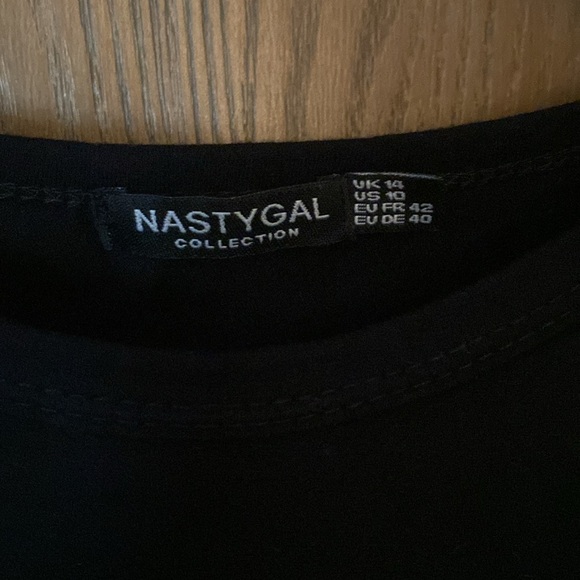 NASTYGAL
COLLECTION
UK 14
US 10
EU FR 42
EU DE 40